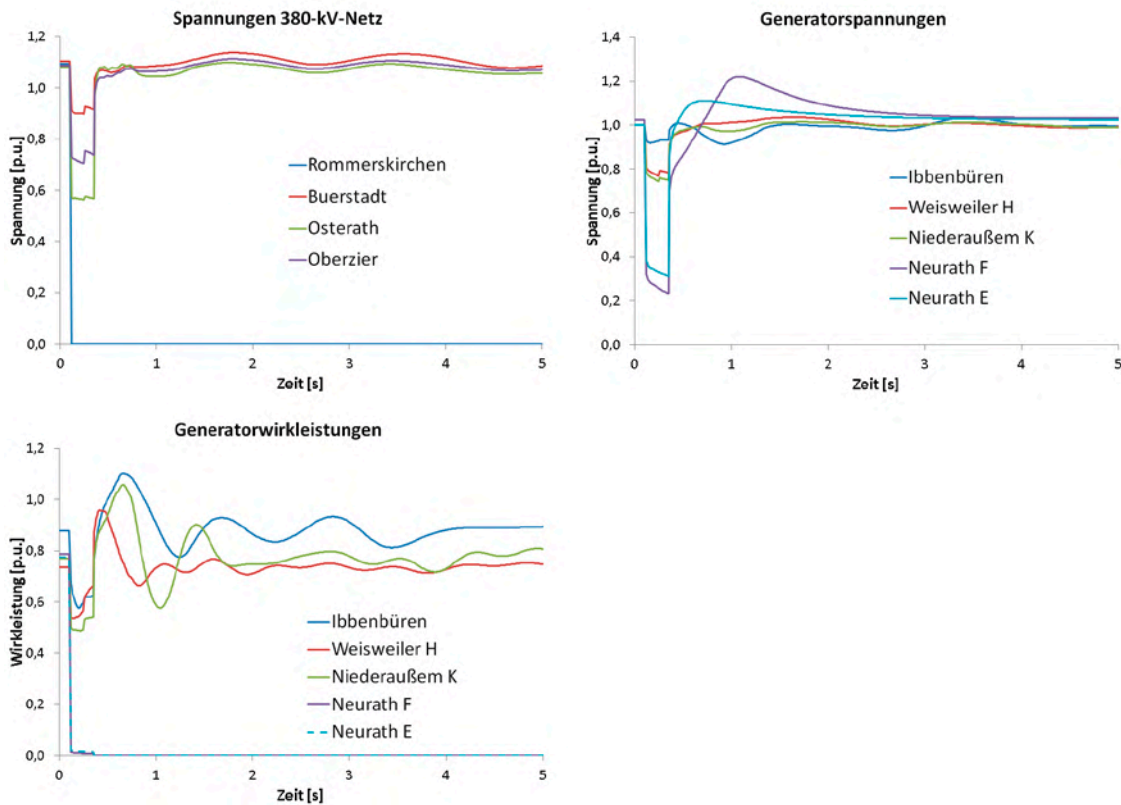 Spannungen 380-kV-Netz
1,2
1,0
0,8
0,6
0,4
0,2
0,0
Spannung [p.u.]
0 1 2 3 4 5
Zeit [s]
Rommerskirchen
Buerstadt
Osterath
Oberzier
Generatorspannungen
1,4
1,2
1,0
0,8
0,6
0,4
0,2
0,0
Spannung [p.u.]
0 1 2 3 4 5
Zeit [s]
Ibbenbüren
Weisweiler H
Niederaußem K
Neurath F
Neurath E
Generatorwirkleistungen
1,2
1,0
0,8
0,6
0,4
0,2
0,0
Wirkleistung [p.u.]
0 1 2 3 4 5
Zeit [s]
Ibbenbüren
Weisweiler H
Niederaußem K
Neurath F
Neurath E